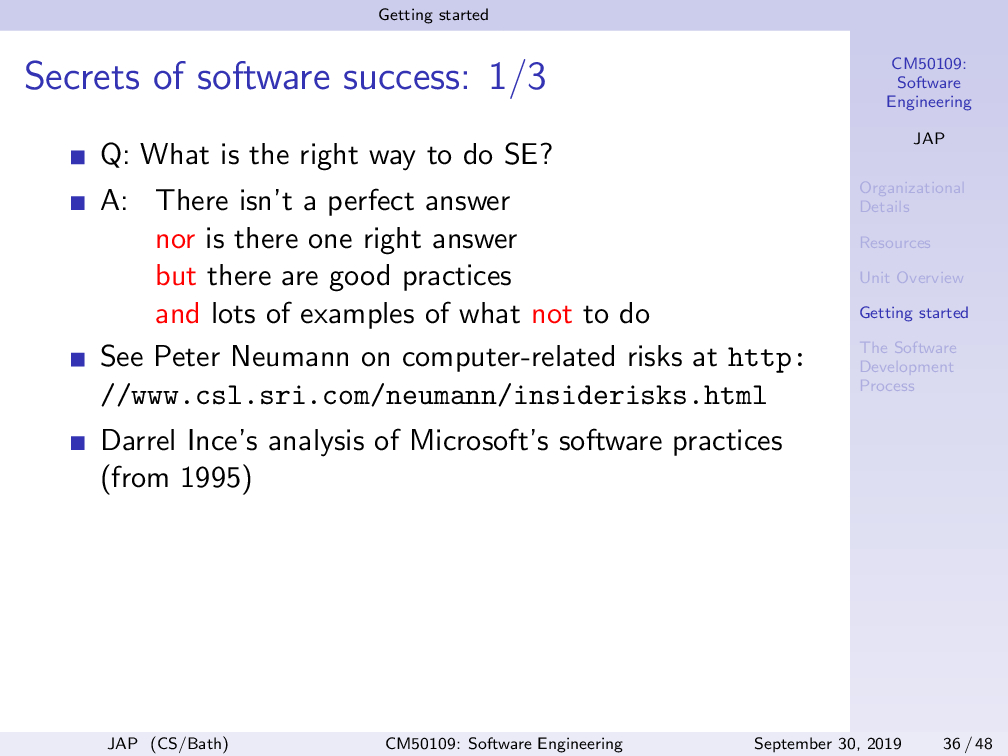 Getting started
Secrets of software success: 1/3
Q: What is the right way to do SE?
A: There isn't a perfect answer
nor is there one right answer
but there are good practices
and lots of examples of what not to do
See Peter Neumann on computer-related risks at http:
//www.csl.sri.com/neumann/insiderisks.html
Darrel Ince's analysis of Microsoft's software practices
(from 1995)
CM50109:
Software
Engineering
JAP
Organizational
Details
Resources
Unit Overview
Getting started
The Software
Development
Process
JAP (CS/Bath)
CM50109: Software Engineering
September 30, 2019
36 / 48